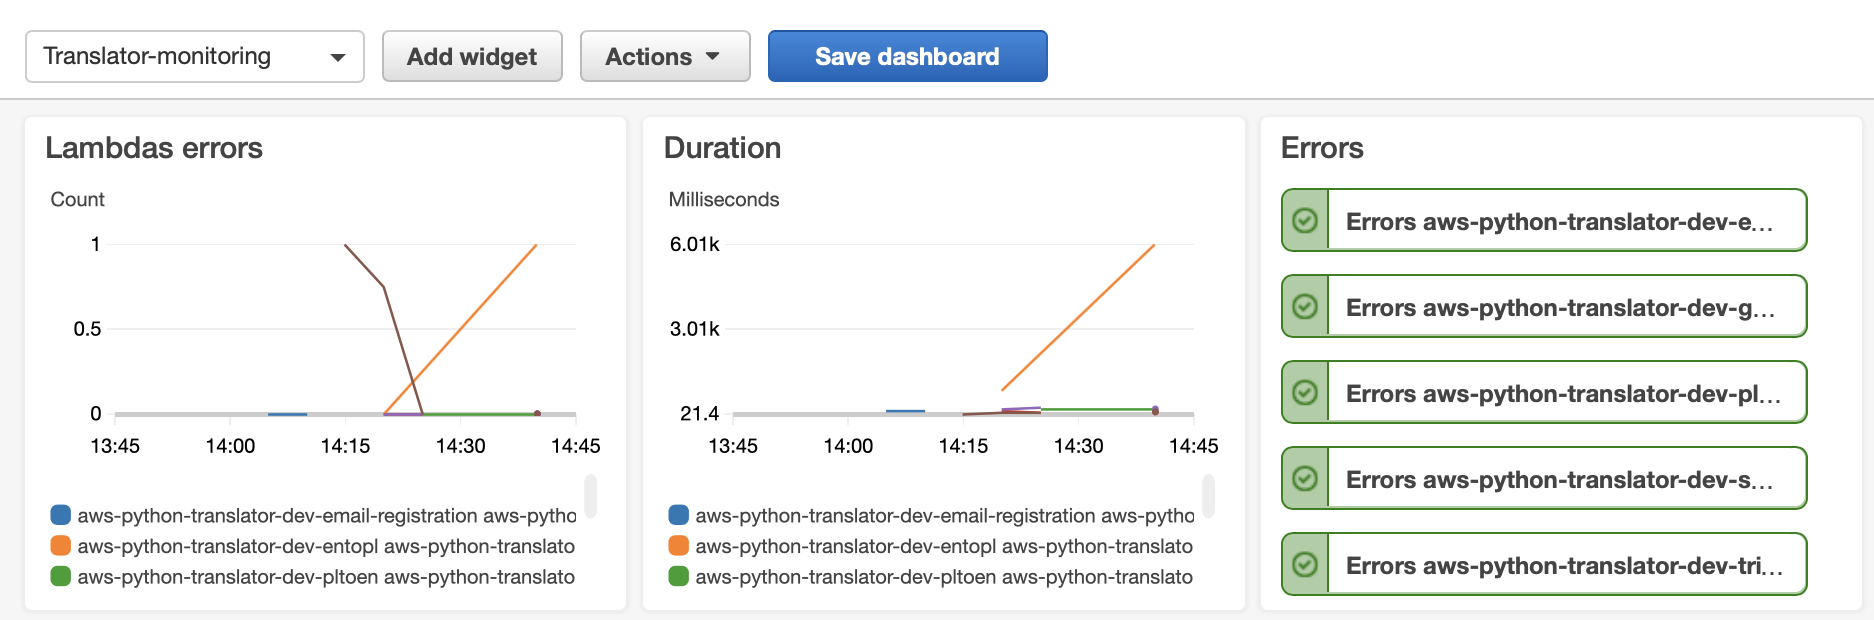 Translator-monitoring
Add widget
Actions
Save dashboard
Lambdas errors
Count
1
0.5
0
13:45 14:00 14:15 14:30 14:45
aws-python-translator-dev-email-registration aws-pytho
aws-python-translator-dev-entopl aws-python-translato
aws-python-translator-dev-pltoen aws-python-translato
Duration
Milliseconds
6.01k
3.01k
21.4
13:45 14:00 14:15 14:30 14:45
aws-python-translator-dev-email-registration aws-pytho
aws-python-translator-dev-entopl aws-python-translato
aws-python-translator-dev-pltoen aws-python-translato
Errors
Errors aws-python-translator-dev-e...
Errors aws-python-translator-dev-g...
Errors aws-python-translator-dev-pl...
Errors aws-python-translator-dev-s...
Errors aws-python-translator-dev-tri...